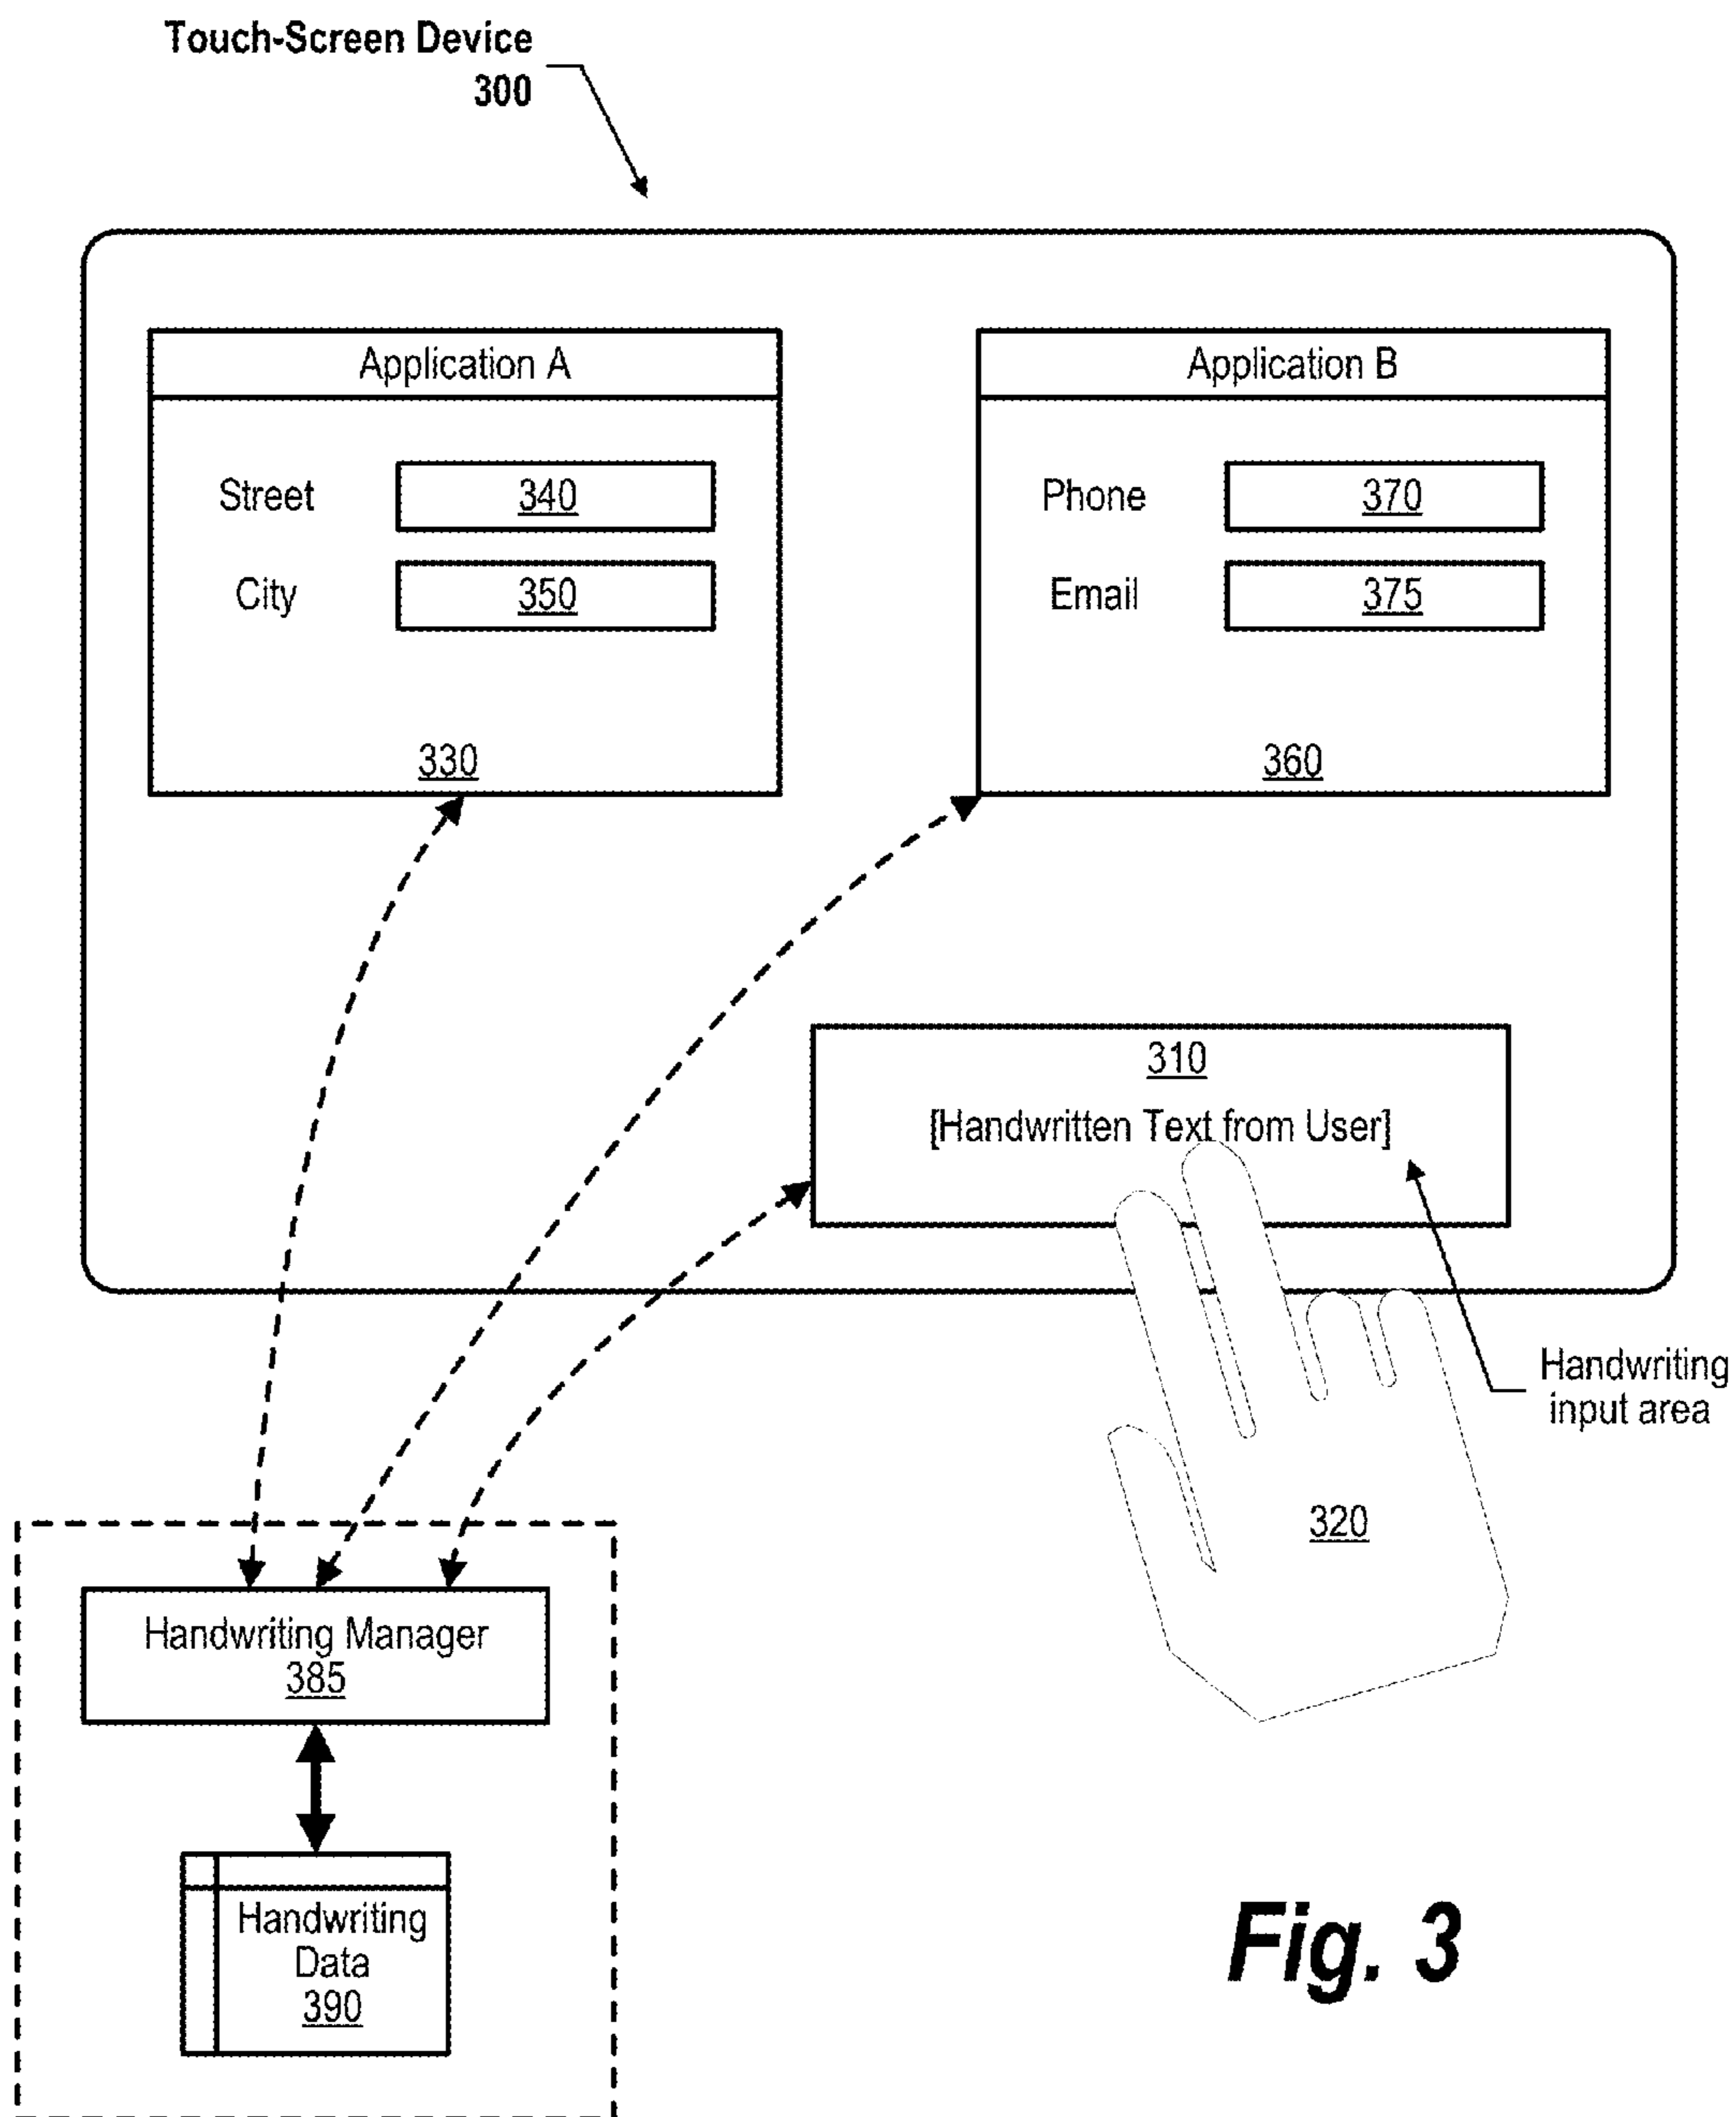 Touch-Screen Device
300
Application A
Street 340
City 350
330
Application B
Phone 370
Email 375
360
310
[Handwritten Text from User]
Handwriting
input area
320
Handwriting Manager
385
Handwriting
Data
390
Fig. 3